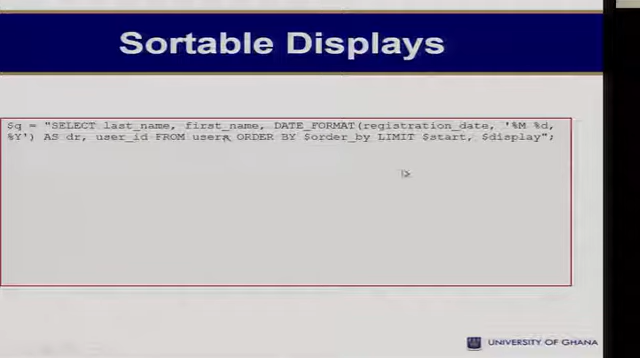 Sortable Displays
$q = "SELECT last_name, first_name, DATE_FORMAT(registration_date, '%M %d,
%Y') AS dr, user_id FROM users ORDER BY $order_by LIMIT $start, $display";
UNIVERSITY OF GHANA